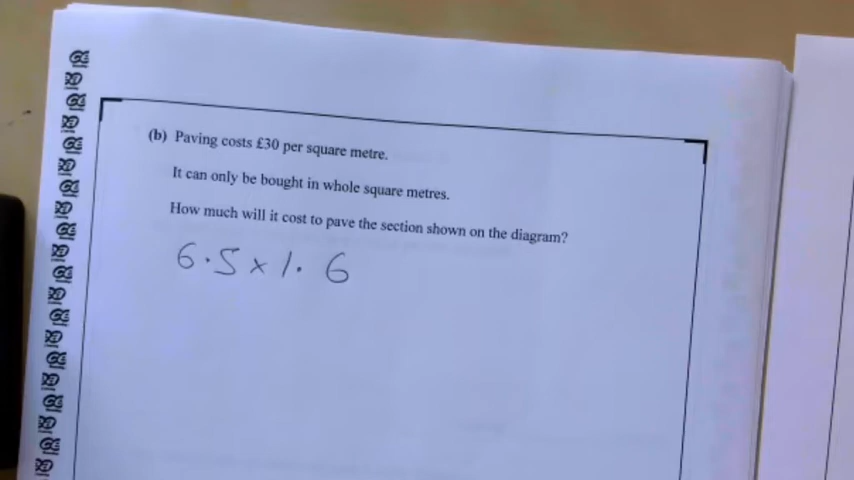 (b) Paving costs £30 per square metre.
It can only be bought in whole square metres.
How much will it cost to pave the section shown on the diagram?
6.5 × 1.6